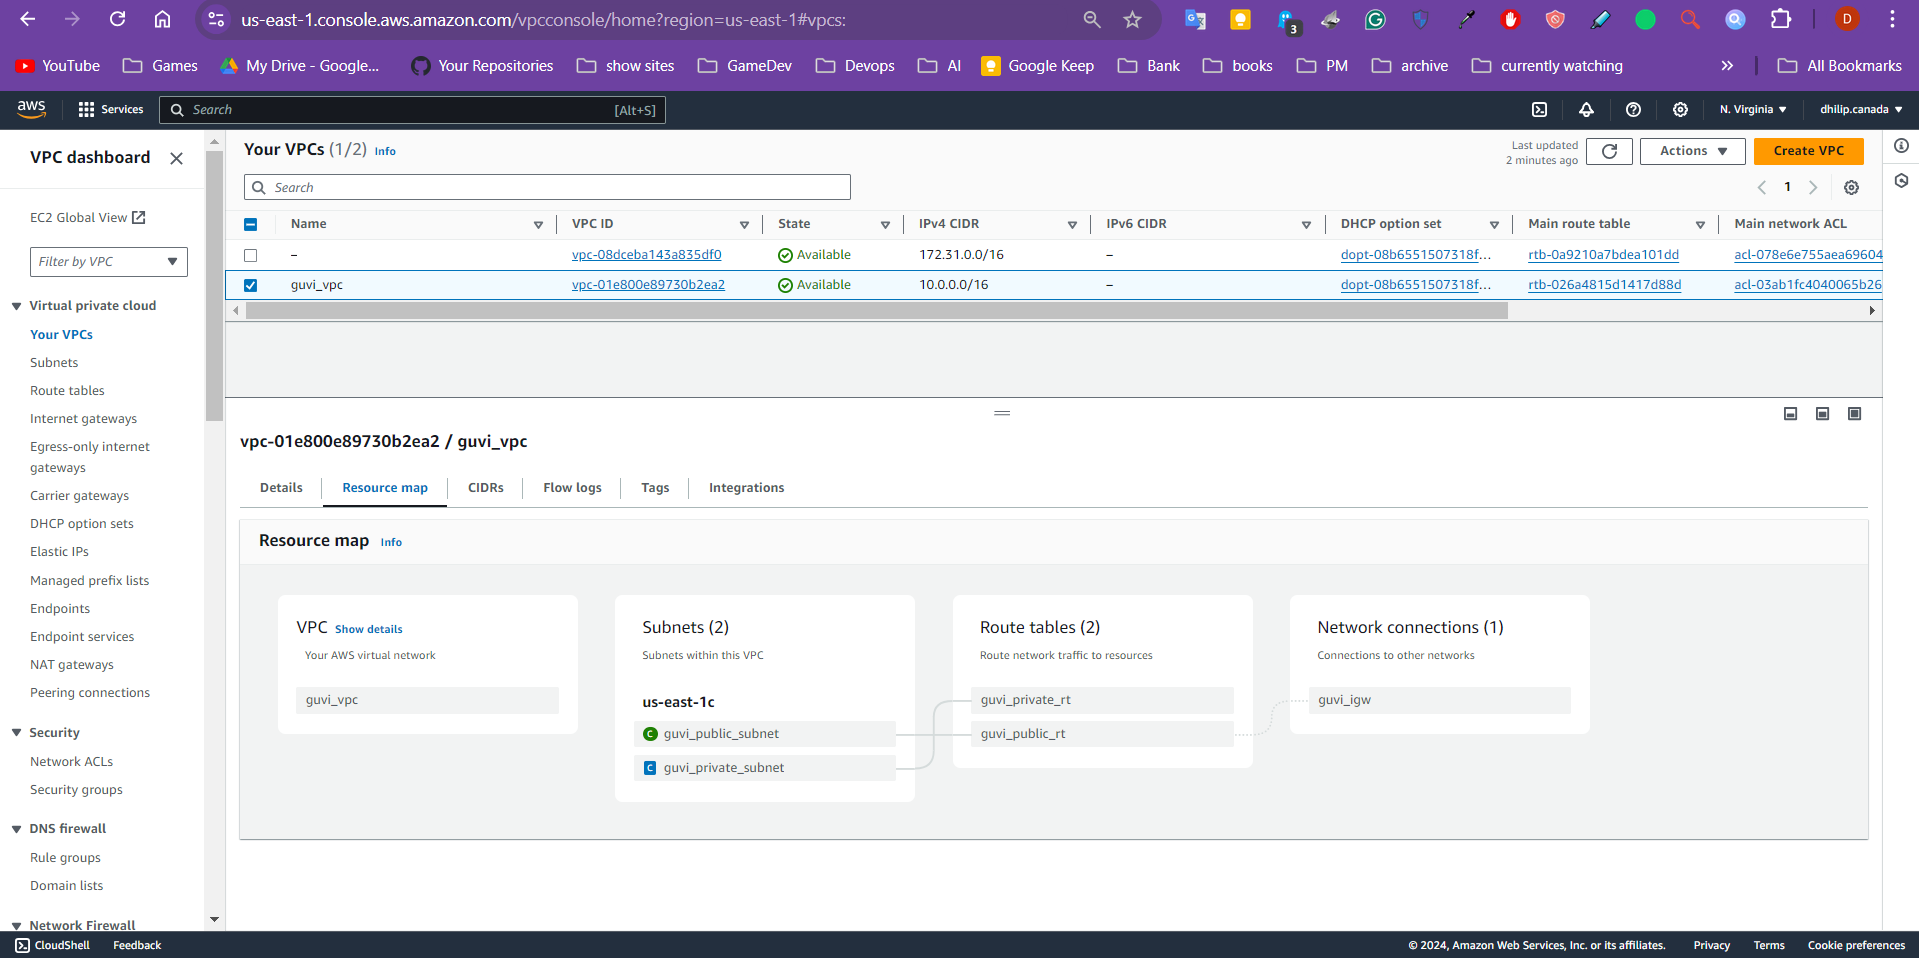 us-east-1.console.aws.amazon.com/vpcconsole/home?region=us-east-1#vpcs:
3
D
YouTube Games My Drive - Google... Your Repositories show sites GameDev Devops AI Google Keep Bank books PM archive currently watching All Bookmarks
aws Services Search [Alt+S] N. Virginia dhilip.canada
VPC dashboard
EC2 Global View
Filter by VPC
Virtual private cloud
Your VPCs
Subnets
Route tables
Internet gateways
Egress-only internet
gateways
Carrier gateways
DHCP option sets
Elastic IPs
Managed prefix lists
Endpoints
Endpoint services
NAT gateways
Peering connections
Security
Network ACLs
Security groups
DNS firewall
Rule groups
Domain lists
Network Firewall
Your VPCs (1/2) Info
Last updated
2 minutes ago
Actions
Create VPC
Search
1
Name VPC ID State IPv4 CIDR IPv6 CIDR DHCP option set Main route table Main network ACL
– vpc-08dceba143a835df0 Available 172.31.0.0/16 – dopt-08b6551507318f... rtb-0a9210a7bdea101dd acl-078e6e755aea69604
guvi_vpc vpc-01e800e89730b2ea2 Available 10.0.0.0/16 – dopt-08b6551507318f... rtb-026a4815d1417d88d acl-03ab1fc4040065b26
vpc-01e800e89730b2ea2 / guvi_vpc
Details Resource map CIDRs Flow logs Tags Integrations
Resource map Info
VPC Show details
Your AWS virtual network
guvi_vpc
Subnets (2)
Subnets within this VPC
us-east-1c
C guvi_public_subnet
C guvi_private_subnet
Route tables (2)
Route network traffic to resources
guvi_private_rt
guvi_public_rt
Network connections (1)
Connections to other networks
guvi_igw
CloudShell Feedback © 2024, Amazon Web Services, Inc. or its affiliates. Privacy Terms Cookie preferences